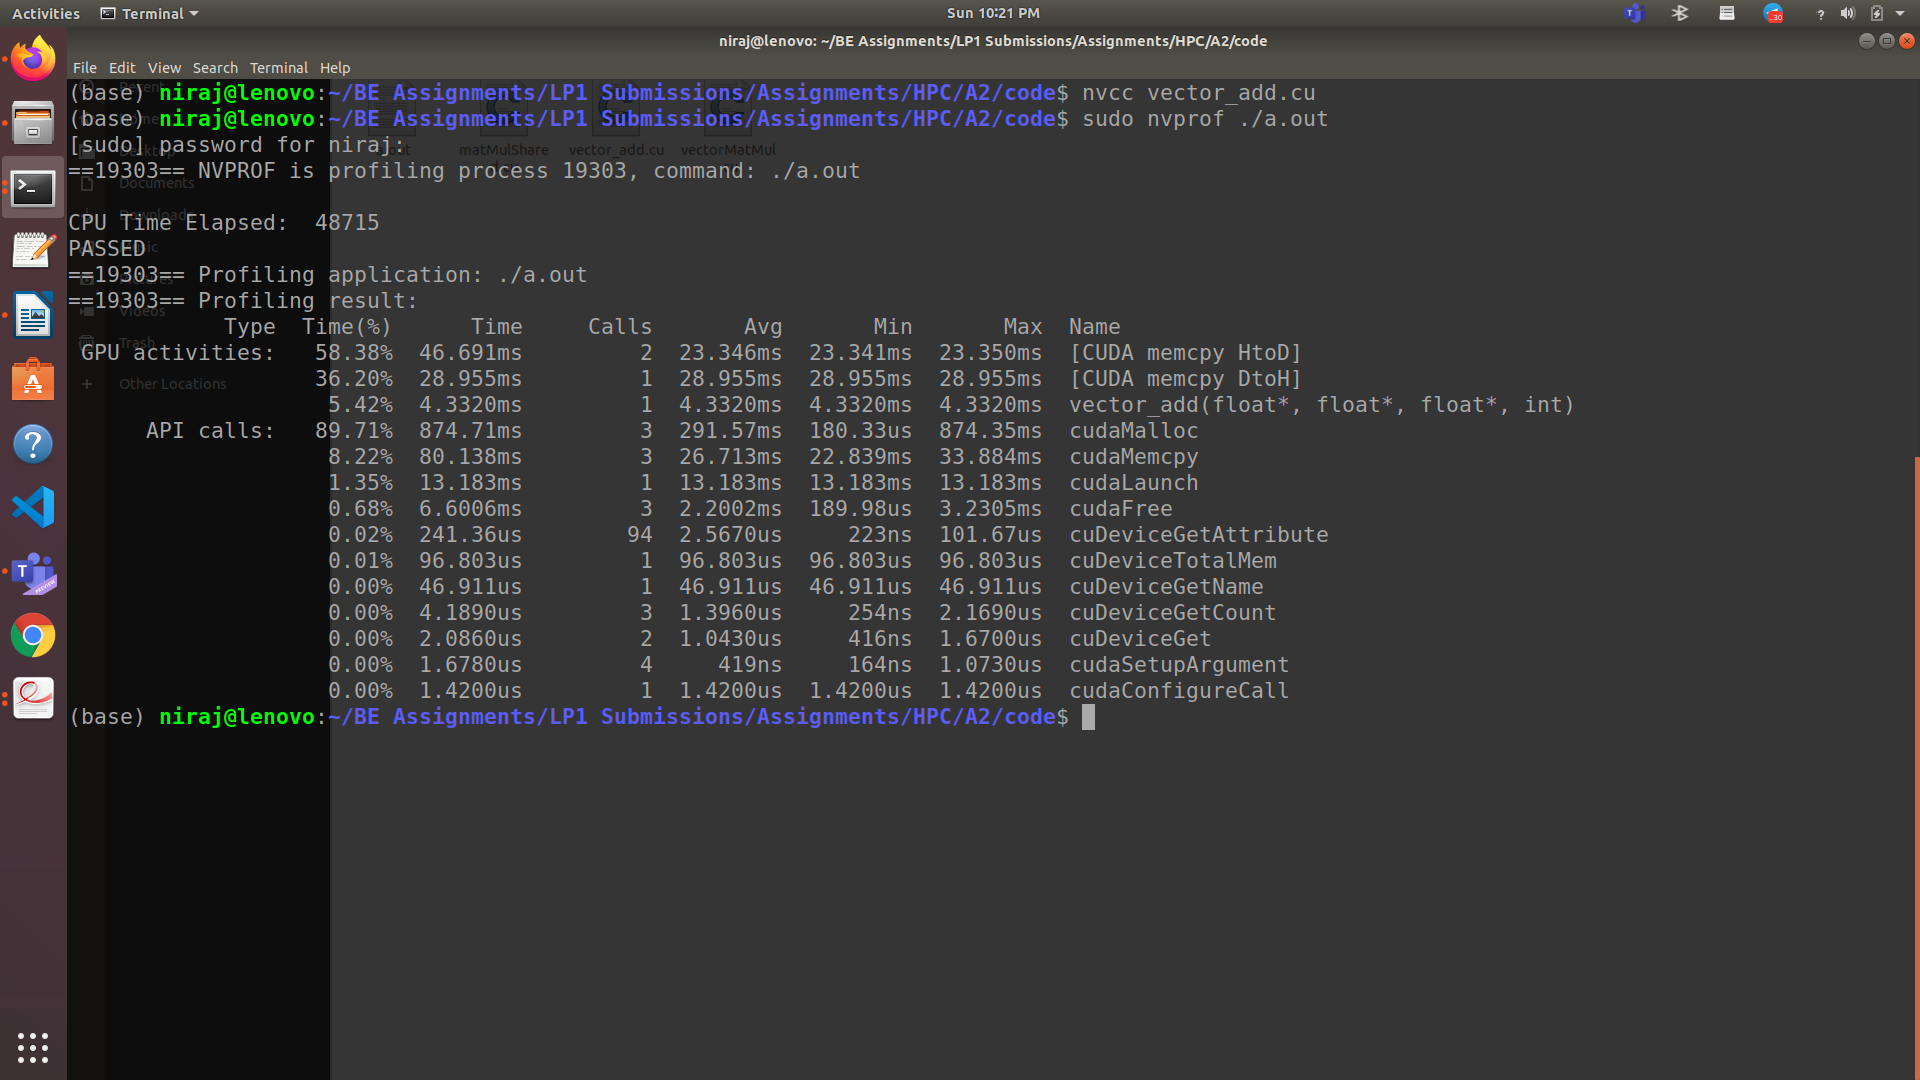 Activities Terminal Sun 10:21 PM
niraj@lenovo: ~/BE Assignments/LP1 Submissions/Assignments/HPC/A2/code
File Edit View Search Terminal Help
(base) niraj@lenovo:~/BE Assignments/LP1 Submissions/Assignments/HPC/A2/code$ nvcc vector_add.cu
(base) niraj@lenovo:~/BE Assignments/LP1 Submissions/Assignments/HPC/A2/code$ sudo nvprof ./a.out
[sudo] password for niraj:
matMulShare vector_add.cu vectorMatMul
==19303== NVPROF is profiling process 19303, command: ./a.out
Documents
Downloads
CPU Time Elapsed:  48715
PASSED
==19303== Profiling application: ./a.out
==19303== Profiling result:
Videos
Type  Time(%)      Time     Calls       Avg       Min       Max  Name
Trash
GPU activities:   58.38%  46.691ms         2  23.346ms  23.341ms  23.350ms  [CUDA memcpy HtoD]
36.20%  28.955ms         1  28.955ms  28.955ms  28.955ms  [CUDA memcpy DtoH]
Other Locations
5.42%  4.3320ms         1  4.3320ms  4.3320ms  4.3320ms  vector_add(float*, float*, float*, int)
API calls:   89.71%  874.71ms         3  291.57ms  180.33us  874.35ms  cudaMalloc
8.22%  80.138ms         3  26.713ms  22.839ms  33.884ms  cudaMemcpy
1.35%  13.183ms         1  13.183ms  13.183ms  13.183ms  cudaLaunch
0.68%  6.6006ms         3  2.2002ms  189.98us  3.2305ms  cudaFree
0.02%  241.36us        94  2.5670us     223ns  101.67us  cuDeviceGetAttribute
0.01%  96.803us         1  96.803us  96.803us  96.803us  cuDeviceTotalMem
0.00%  46.911us         1  46.911us  46.911us  46.911us  cuDeviceGetName
0.00%  4.1890us         3  1.3960us     254ns  2.1690us  cuDeviceGetCount
0.00%  2.0860us         2  1.0430us     416ns  1.6700us  cuDeviceGet
0.00%  1.6780us         4     419ns     164ns  1.0730us  cudaSetupArgument
0.00%  1.4200us         1  1.4200us  1.4200us  1.4200us  cudaConfigureCall
(base) niraj@lenovo:~/BE Assignments/LP1 Submissions/Assignments/HPC/A2/code$